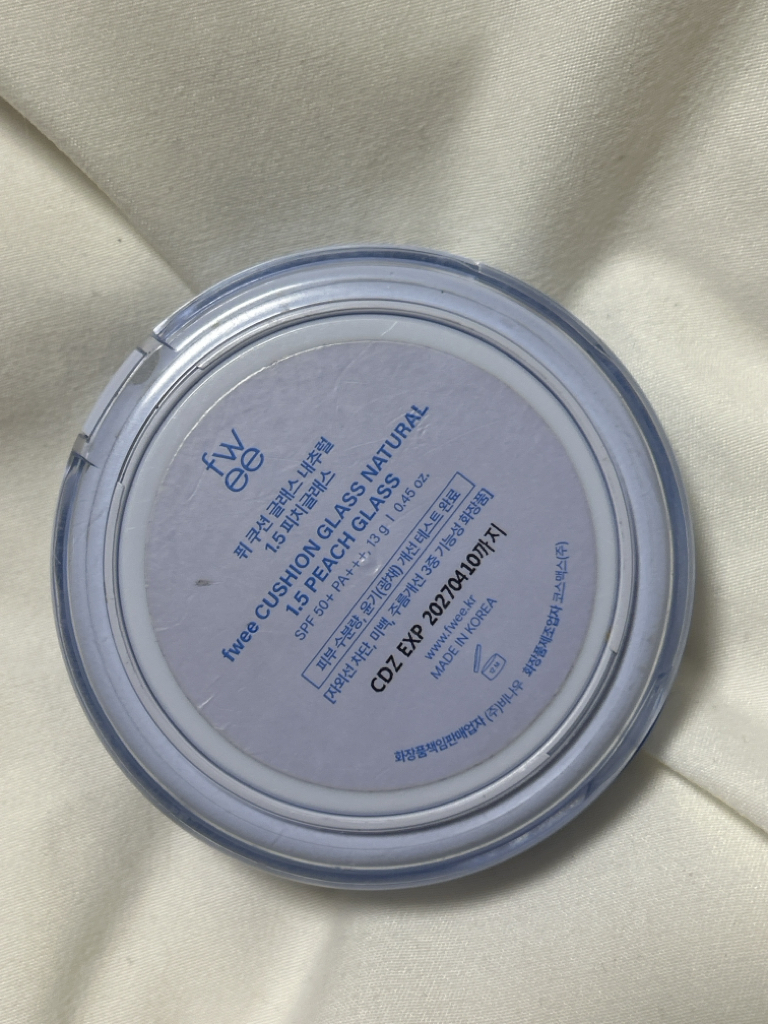 fw
ee
퓌 쿠션 글래스 내추럴
1.5 피치글래스
fwee CUSHION GLASS NATURAL
1.5 PEACH GLASS
SPF 50+ PA+++ 13 g | 0.45 oz.
피부 수분량, 윤기(광채) 개선 테스트 완료
[자외선 차단, 미백, 주름개선 3중 기능성 화장품]
CDZ EXP 20270410까지
www.fwee.kr
MADE IN KOREA
화장품책임판매업자 (주)비나우 화장품제조업자 코스맥스(주)